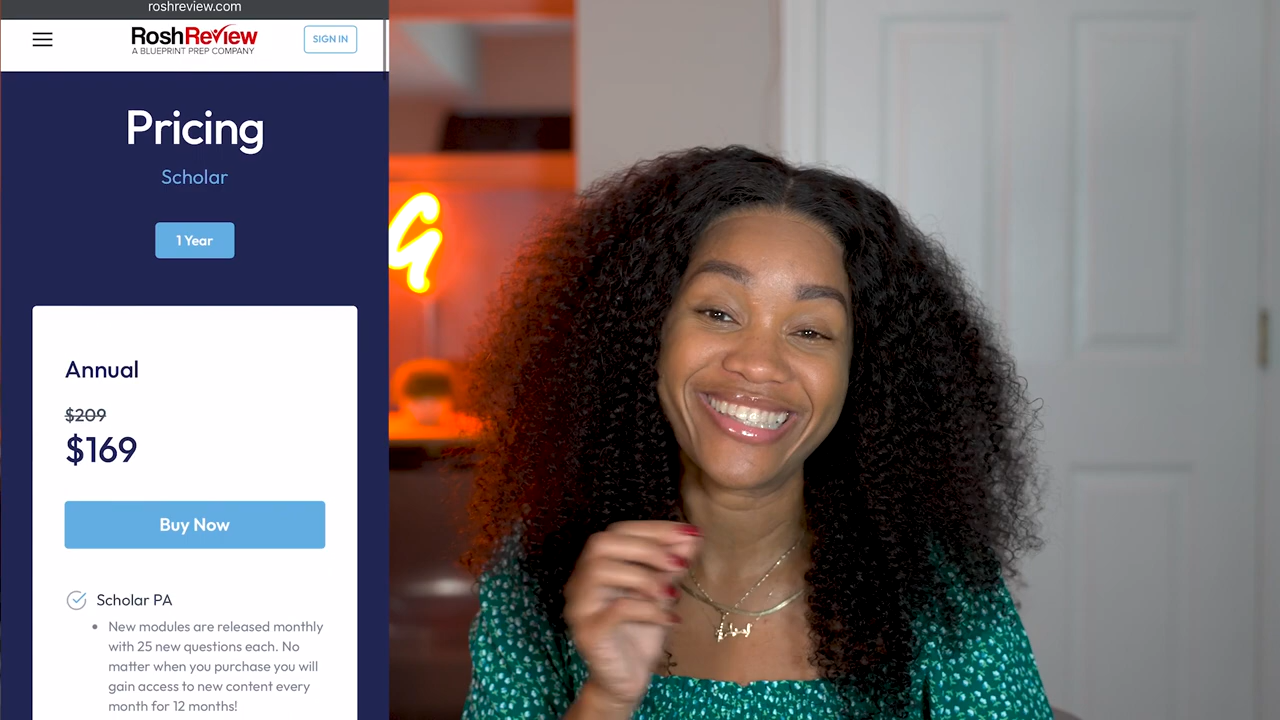 roshreview.com
RoshReview
A BLUEPRINT PREP COMPANY
SIGN IN
Pricing
Scholar
1 Year
Annual
$209
$169
Buy Now
Scholar PA
• New modules are released monthly
with 25 new questions each. No
matter when you purchase you will
gain access to new content every
month for 12 months!
G